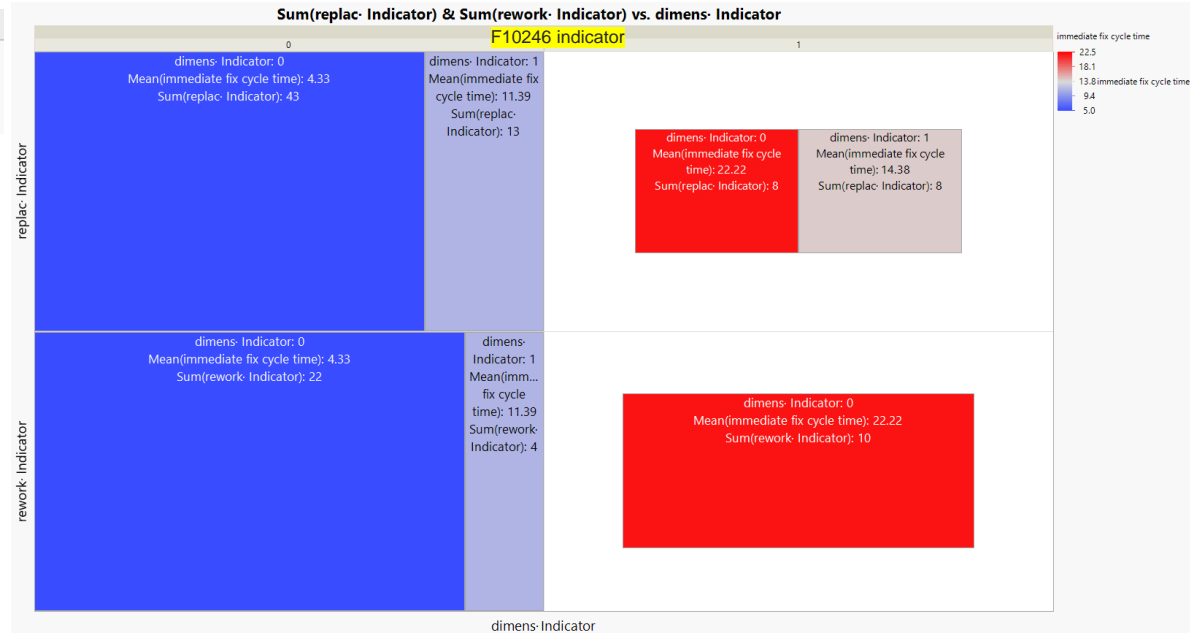 Sum(replac· Indicator) & Sum(rework· Indicator) vs. dimens· Indicator
F10246 indicator
0
1
replac· Indicator
dimens· Indicator: 0
Mean(immediate fix cycle time): 4.33
Sum(replac· Indicator): 43
dimens· Indicator: 1
Mean(immediate fix
cycle time): 11.39
Sum(replac·
Indicator): 13
dimens· Indicator: 0
Mean(immediate fix cycle
time): 22.22
Sum(replac· Indicator): 8
dimens· Indicator: 1
Mean(immediate fix cycle
time): 14.38
Sum(replac· Indicator): 8
rework· Indicator
dimens· Indicator: 0
Mean(immediate fix cycle time): 4.33
Sum(rework· Indicator): 22
dimens·
Indicator: 1
Mean(imm...
fix cycle
time): 11.39
Sum(rework·
Indicator): 4
dimens· Indicator: 0
Mean(immediate fix cycle time): 22.22
Sum(rework· Indicator): 10
dimens· Indicator
immediate fix cycle time
22.5
18.1
13.8 immediate fix cycle time
9.4
5.0